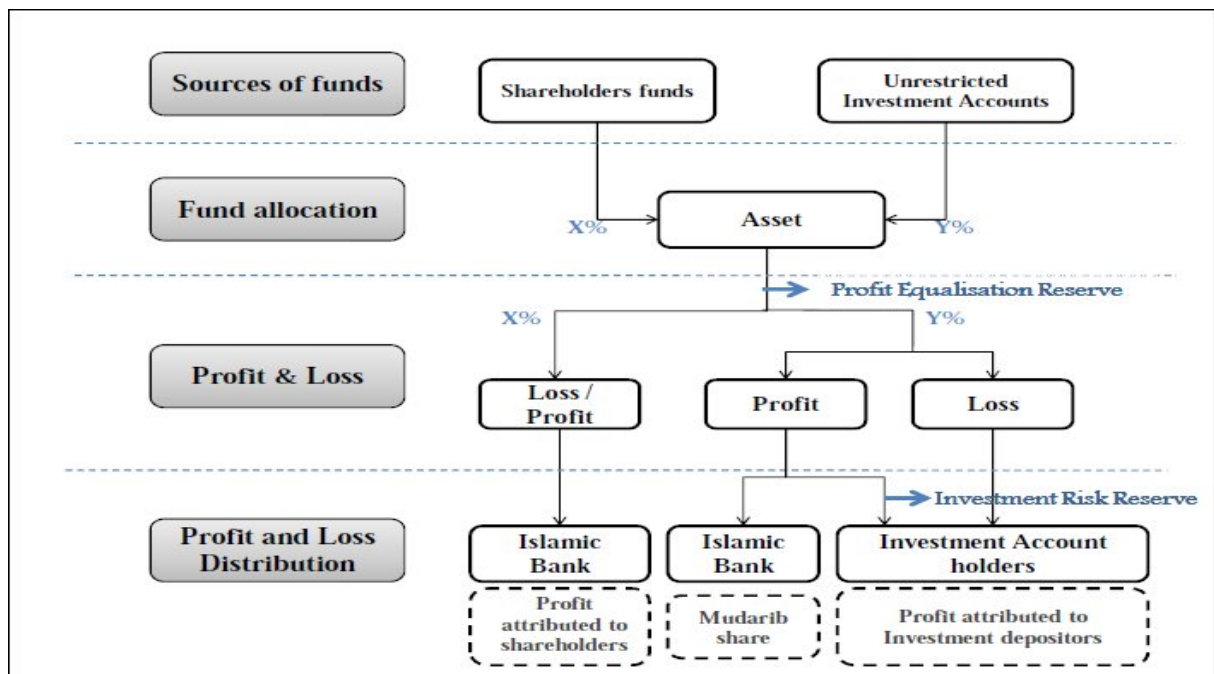 Sources of funds
Shareholders funds
Unrestricted
Investment Accounts
Fund allocation
X%
Asset
Y%
Profit Equalisation Reserve
X%
Y%
Profit & Loss
Loss /
Profit
Profit
Loss
Investment Risk Reserve
Profit and Loss
Distribution
Islamic
Bank
Islamic
Bank
Investment Account
holders
Profit
attributed to
shareholders
Mudarib
share
Profit attributed to
Investment depositors